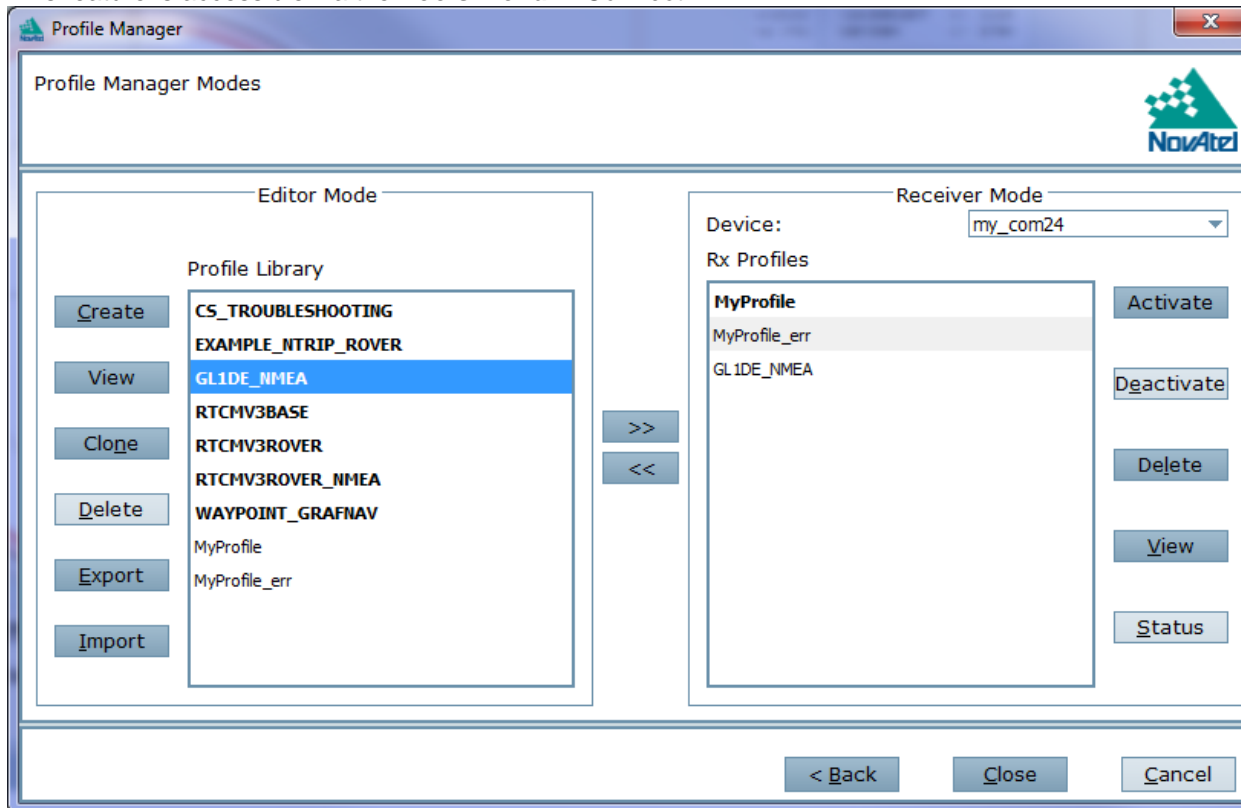 Profile Manager
X
Profile Manager Modes
NovAtel
Editor Mode
Profile Library
Create
View
Clone
Delete
Export
Import
CS_TROUBLESHOOTING
EXAMPLE_NTRIP_ROVER
GL1DE_NMEA
RTCMV3BASE
RTCMV3ROVER
RTCMV3ROVER_NMEA
WAYPOINT_GRAFNAV
MyProfile
MyProfile_err
>>
<<
Receiver Mode
Device: my_com24
Rx Profiles
MyProfile
MyProfile_err
GL1DE_NMEA
Activate
Deactivate
Delete
View
Status
< Back
Close
Cancel